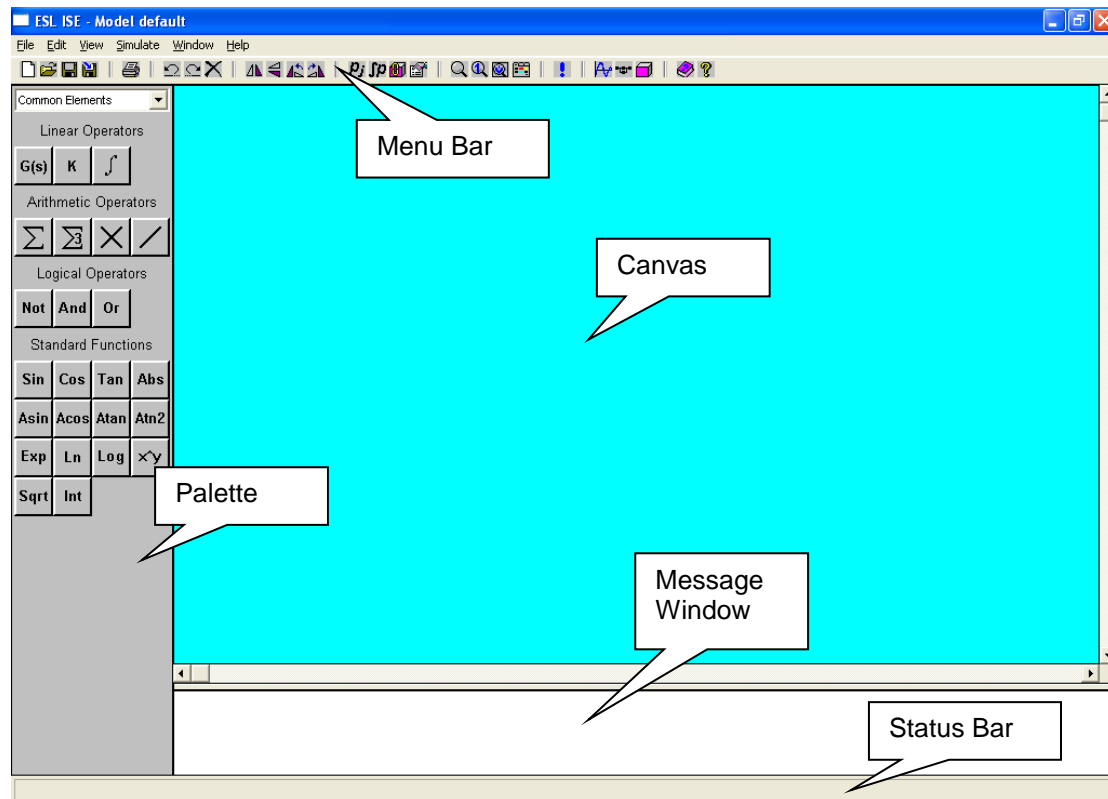 ESL ISE - Model default
File Edit View Simulate Window Help
Common Elements
Linear Operators
G(s) K ∫
Arithmetic Operators
Σ Σ3 X /
Logical Operators
Not And Or
Standard Functions
Sin Cos Tan Abs
Asin Acos Atan Atn2
Exp Ln Log x^y
Sqrt Int
Menu Bar
Canvas
Palette
Message
Window
Status Bar